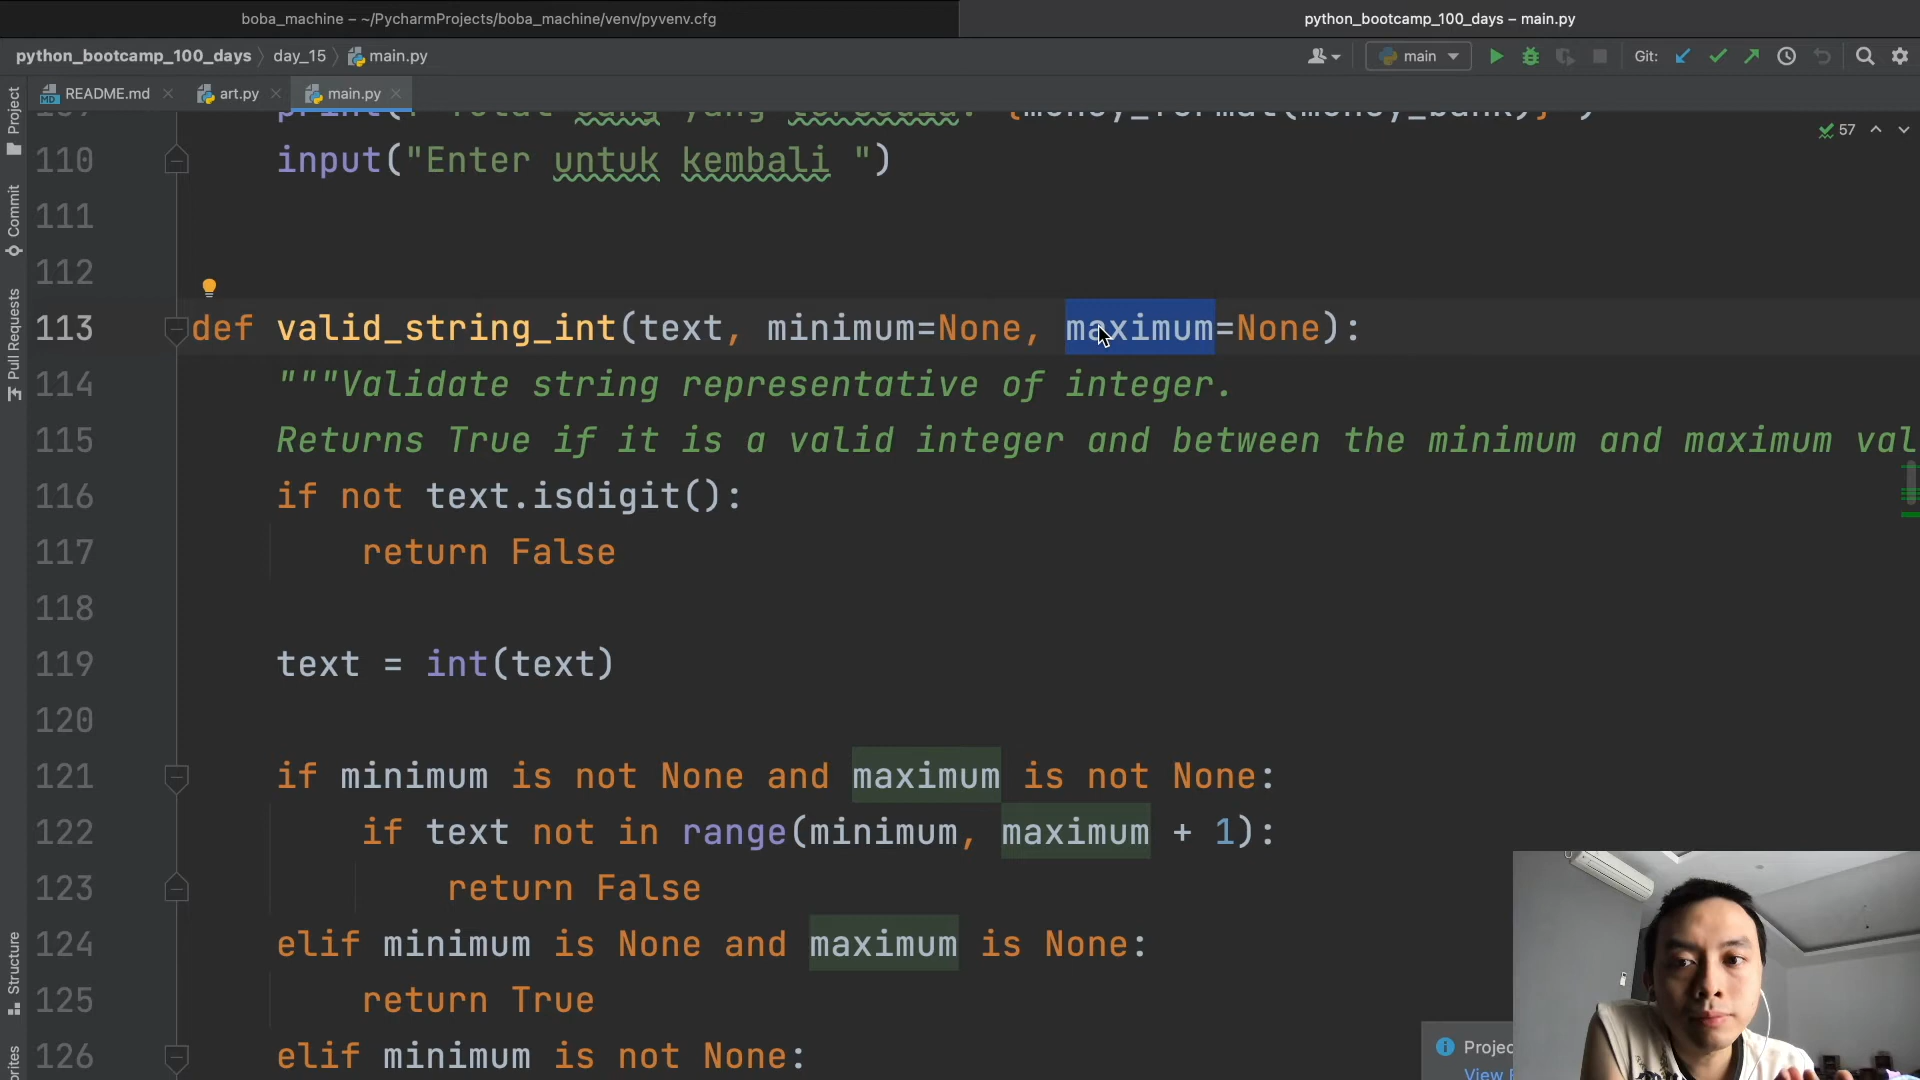 boba_machine – ~/PycharmProjects/boba_machine/venv/pyvenv.cfg
python_bootcamp_100_days – main.py
python_bootcamp_100_days
day_15
main.py
main
Git:
Project
README.md
art.py
main.py
57
110 input("Enter untuk kembali ")
111
112
113 def valid_string_int(text, minimum=None, maximum=None):
114 """Validate string representative of integer.
115 Returns True if it is a valid integer and between the minimum and maximum val
116 if not text.isdigit():
117 return False
118
119 text = int(text)
120
121 if minimum is not None and maximum is not None:
122 if text not in range(minimum, maximum + 1):
123 return False
124 elif minimum is None and maximum is None:
125 return True
126 elif minimum is not None:
Commit
Pull Requests
Structure
Projec
View